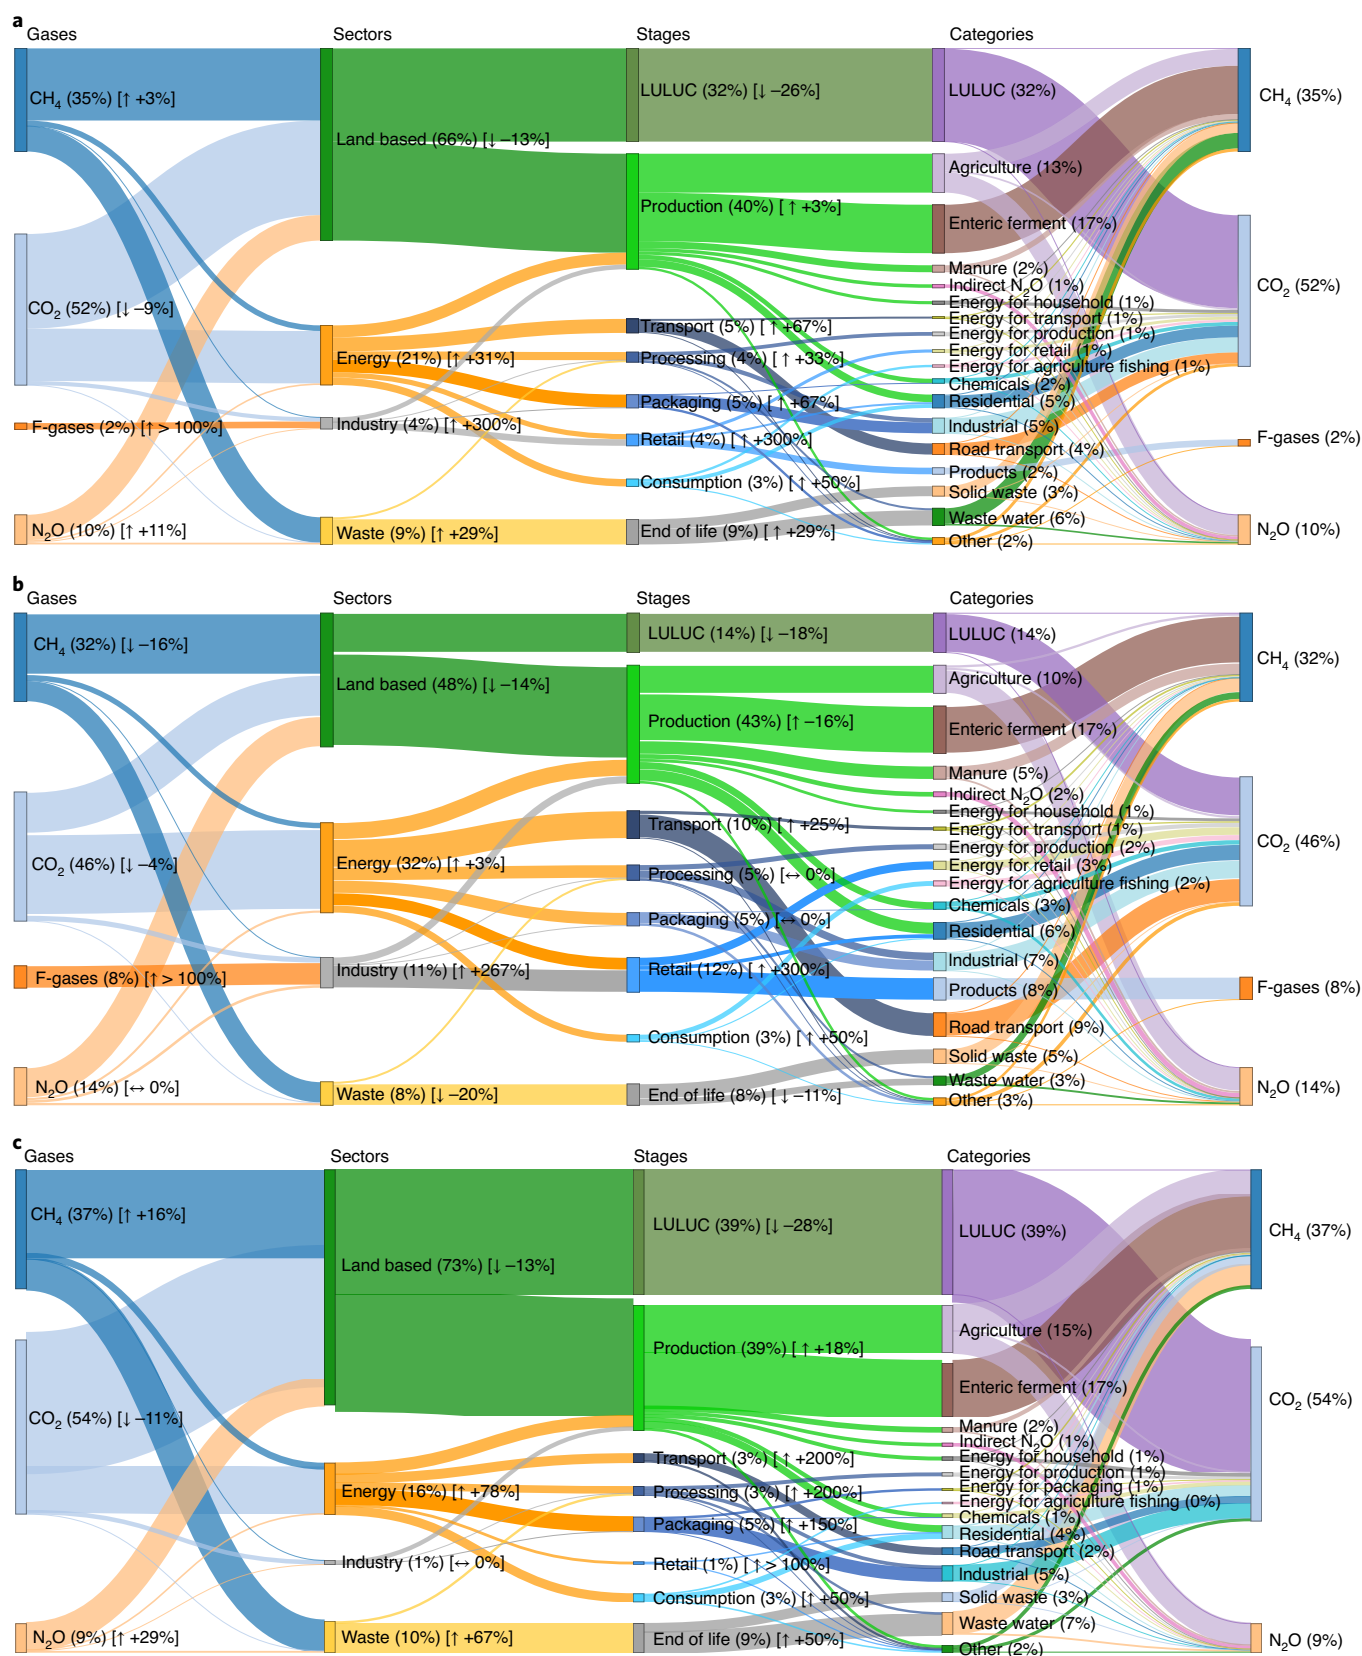 a
Gases Sectors Stages Categories
CH4 (35%) [↑ +3%]
CO2 (52%) [↓ –9%]
F-gases (2%) [↑ > 100%]
N2O (10%) [↑ +11%]
Land based (66%) [↓ –13%]
Energy (21%) [↑ +31%]
Industry (4%) [↑ +300%]
Waste (9%) [↑ +29%]
LULUC (32%) [↓ –26%]
Production (40%) [↑ +3%]
Transport (5%) [↑ +67%]
Processing (4%) [↑ +33%]
Packaging (5%) [↑ +67%]
Retail (4%) [↑ +300%]
Consumption (3%) [↑ +50%]
End of life (9%) [↑ +29%]
LULUC (32%)
Agriculture (13%)
Enteric ferment (17%)
Manure (2%)
Indirect N2O (1%)
Energy for household (1%)
Energy for transport (1%)
Energy for production (1%)
Energy for retail (1%)
Energy for agriculture fishing (1%)
Chemicals (2%)
Residential (5%)
Industrial (5%)
Road transport (4%)
Products (2%)
Solid waste (3%)
Waste water (6%)
Other (2%)
CH4 (35%)
CO2 (52%)
F-gases (2%)
N2O (10%)
b
Gases Sectors Stages Categories
CH4 (32%) [↓ –16%]
CO2 (46%) [↓ –4%]
F-gases (8%) [↑ > 100%]
N2O (14%) [↔ 0%]
Land based (48%) [↓ –14%]
Energy (32%) [↑ +3%]
Industry (11%) [↑ +267%]
Waste (8%) [↓ –20%]
LULUC (14%) [↓ –18%]
Production (43%) [↑ –16%]
Transport (10%) [↑ +25%]
Processing (5%) [↔ 0%]
Packaging (5%) [↔ 0%]
Retail (12%) [↑ +300%]
Consumption (3%) [↑ +50%]
End of life (8%) [↓ –11%]
LULUC (14%)
Agriculture (10%)
Enteric ferment (17%)
Manure (5%)
Indirect N2O (2%)
Energy for household (1%)
Energy for transport (1%)
Energy for production (2%)
Energy for retail (3%)
Energy for agriculture fishing (2%)
Chemicals (3%)
Residential (6%)
Industrial (7%)
Products (8%)
Road transport (9%)
Solid waste (5%)
Waste water (3%)
Other (3%)
CH4 (32%)
CO2 (46%)
F-gases (8%)
N2O (14%)
c
Gases Sectors Stages Categories
CH4 (37%) [↑ +16%]
CO2 (54%) [↓ –11%]
N2O (9%) [↑ +29%]
Land based (73%) [↓ –13%]
Energy (16%) [↑ +78%]
Industry (1%) [↔ 0%]
Waste (10%) [↑ +67%]
LULUC (39%) [↓ –28%]
Production (39%) [↑ +18%]
Transport (3%) [↑ +200%]
Processing (3%) [↑ +200%]
Packaging (5%) [↑ +150%]
Retail (1%) [↑ > 100%]
Consumption (3%) [↑ +50%]
End of life (9%) [↑ +50%]
LULUC (39%)
Agriculture (15%)
Enteric ferment (17%)
Manure (2%)
Indirect N2O (1%)
Energy for household (1%)
Energy for production (1%)
Energy for packaging (1%)
Energy for agriculture fishing (0%)
Chemicals (1%)
Residential (4%)
Road transport (2%)
Industrial (5%)
Solid waste (3%)
Waste water (7%)
Other (2%)
CH4 (37%)
CO2 (54%)
N2O (9%)